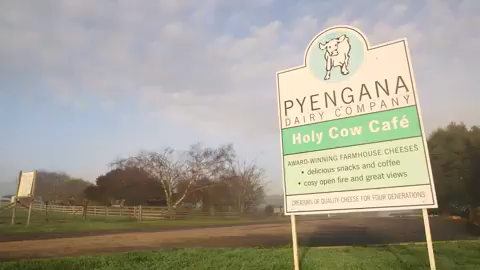 PYENGANA
DAIRY COMPANY
Holy Cow Café
AWARD-WINNING FARMHOUSE CHEESES
• delicious snacks and coffee
• cosy open fire and great views
CREATORS OF QUALITY CHEESE FOR FOUR GENERATIONS